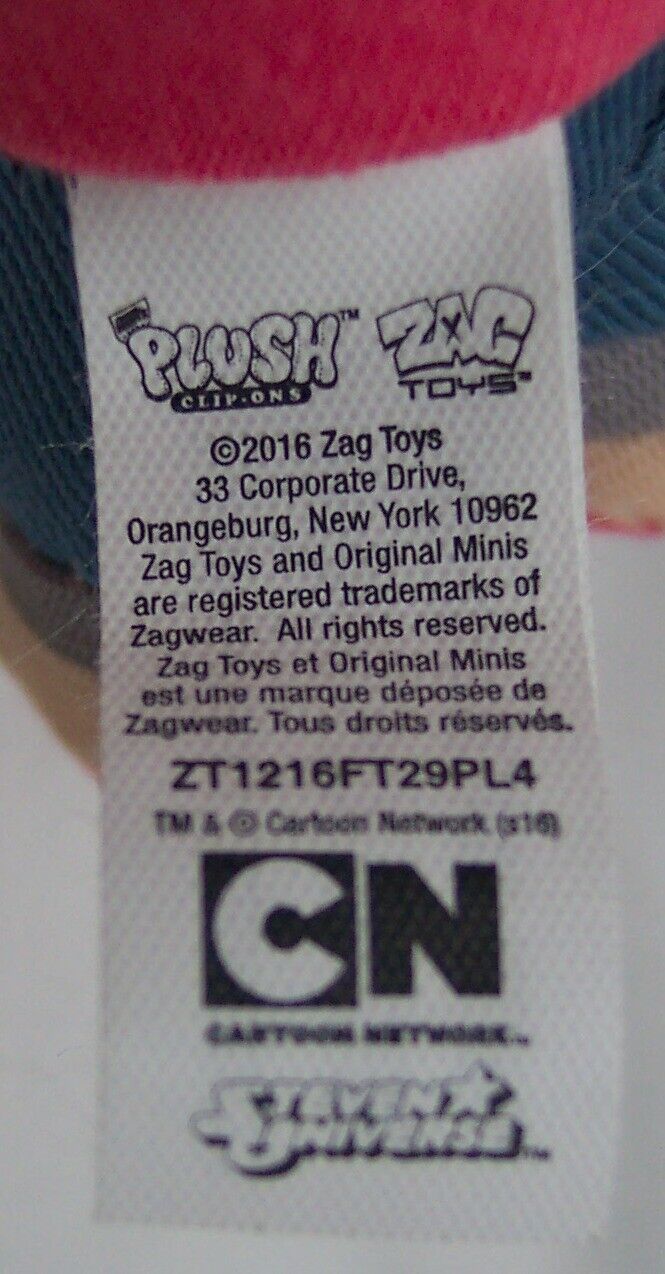 PLUSH™ ZAG
CLIP-ONS TOYS™
©2016 Zag Toys
33 Corporate Drive,
Orangeburg, New York 10962
Zag Toys and Original Minis
are registered trademarks of
Zagwear. All rights reserved.
Zag Toys et Original Minis
est une marque déposée de
Zagwear. Tous droits réservés.
ZT1216FT29PL4
TM & © Cartoon Network (s16)
CN
CARTOON NETWORK™
STEVEN
UNIVERSE™